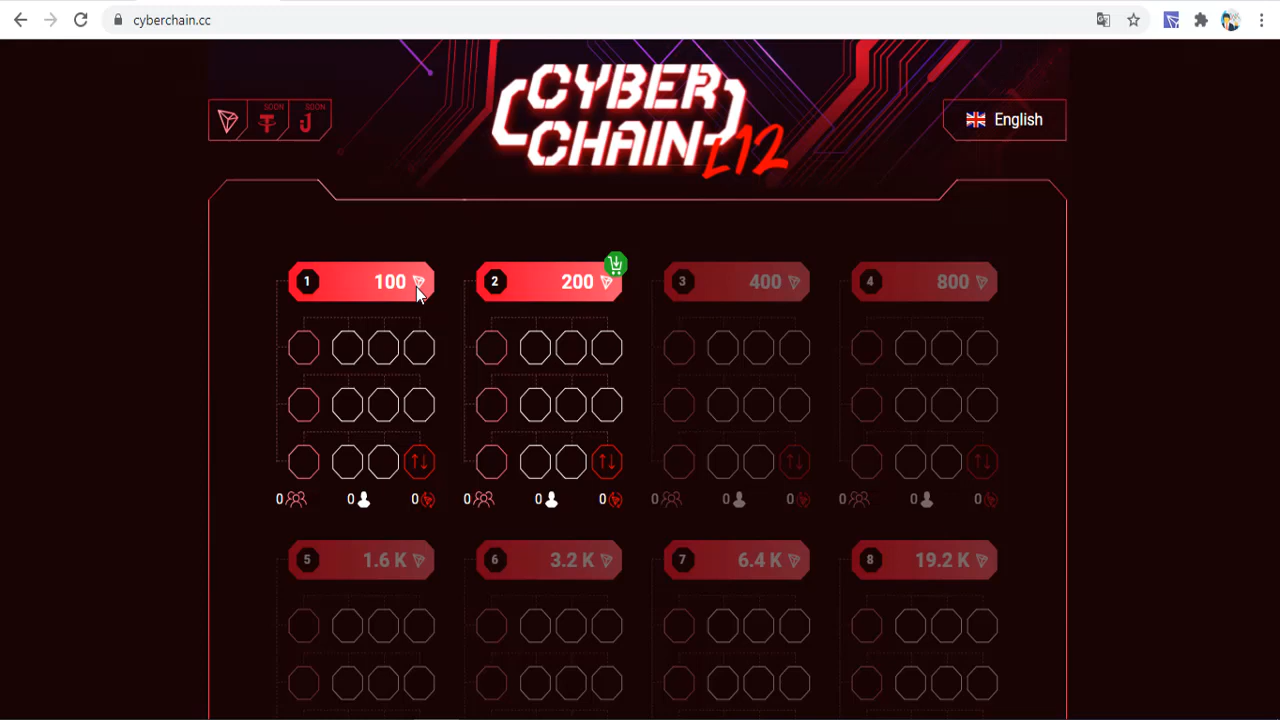 cyberchain.cc
CYBER
CHAIN
L12
SOON
SOON
English
1 100
2 200
3 400
4 800
0 0 0
0 0 0
0 0 0
0 0 0
5 1.6 K
6 3.2 K
7 6.4 K
8 19.2 K